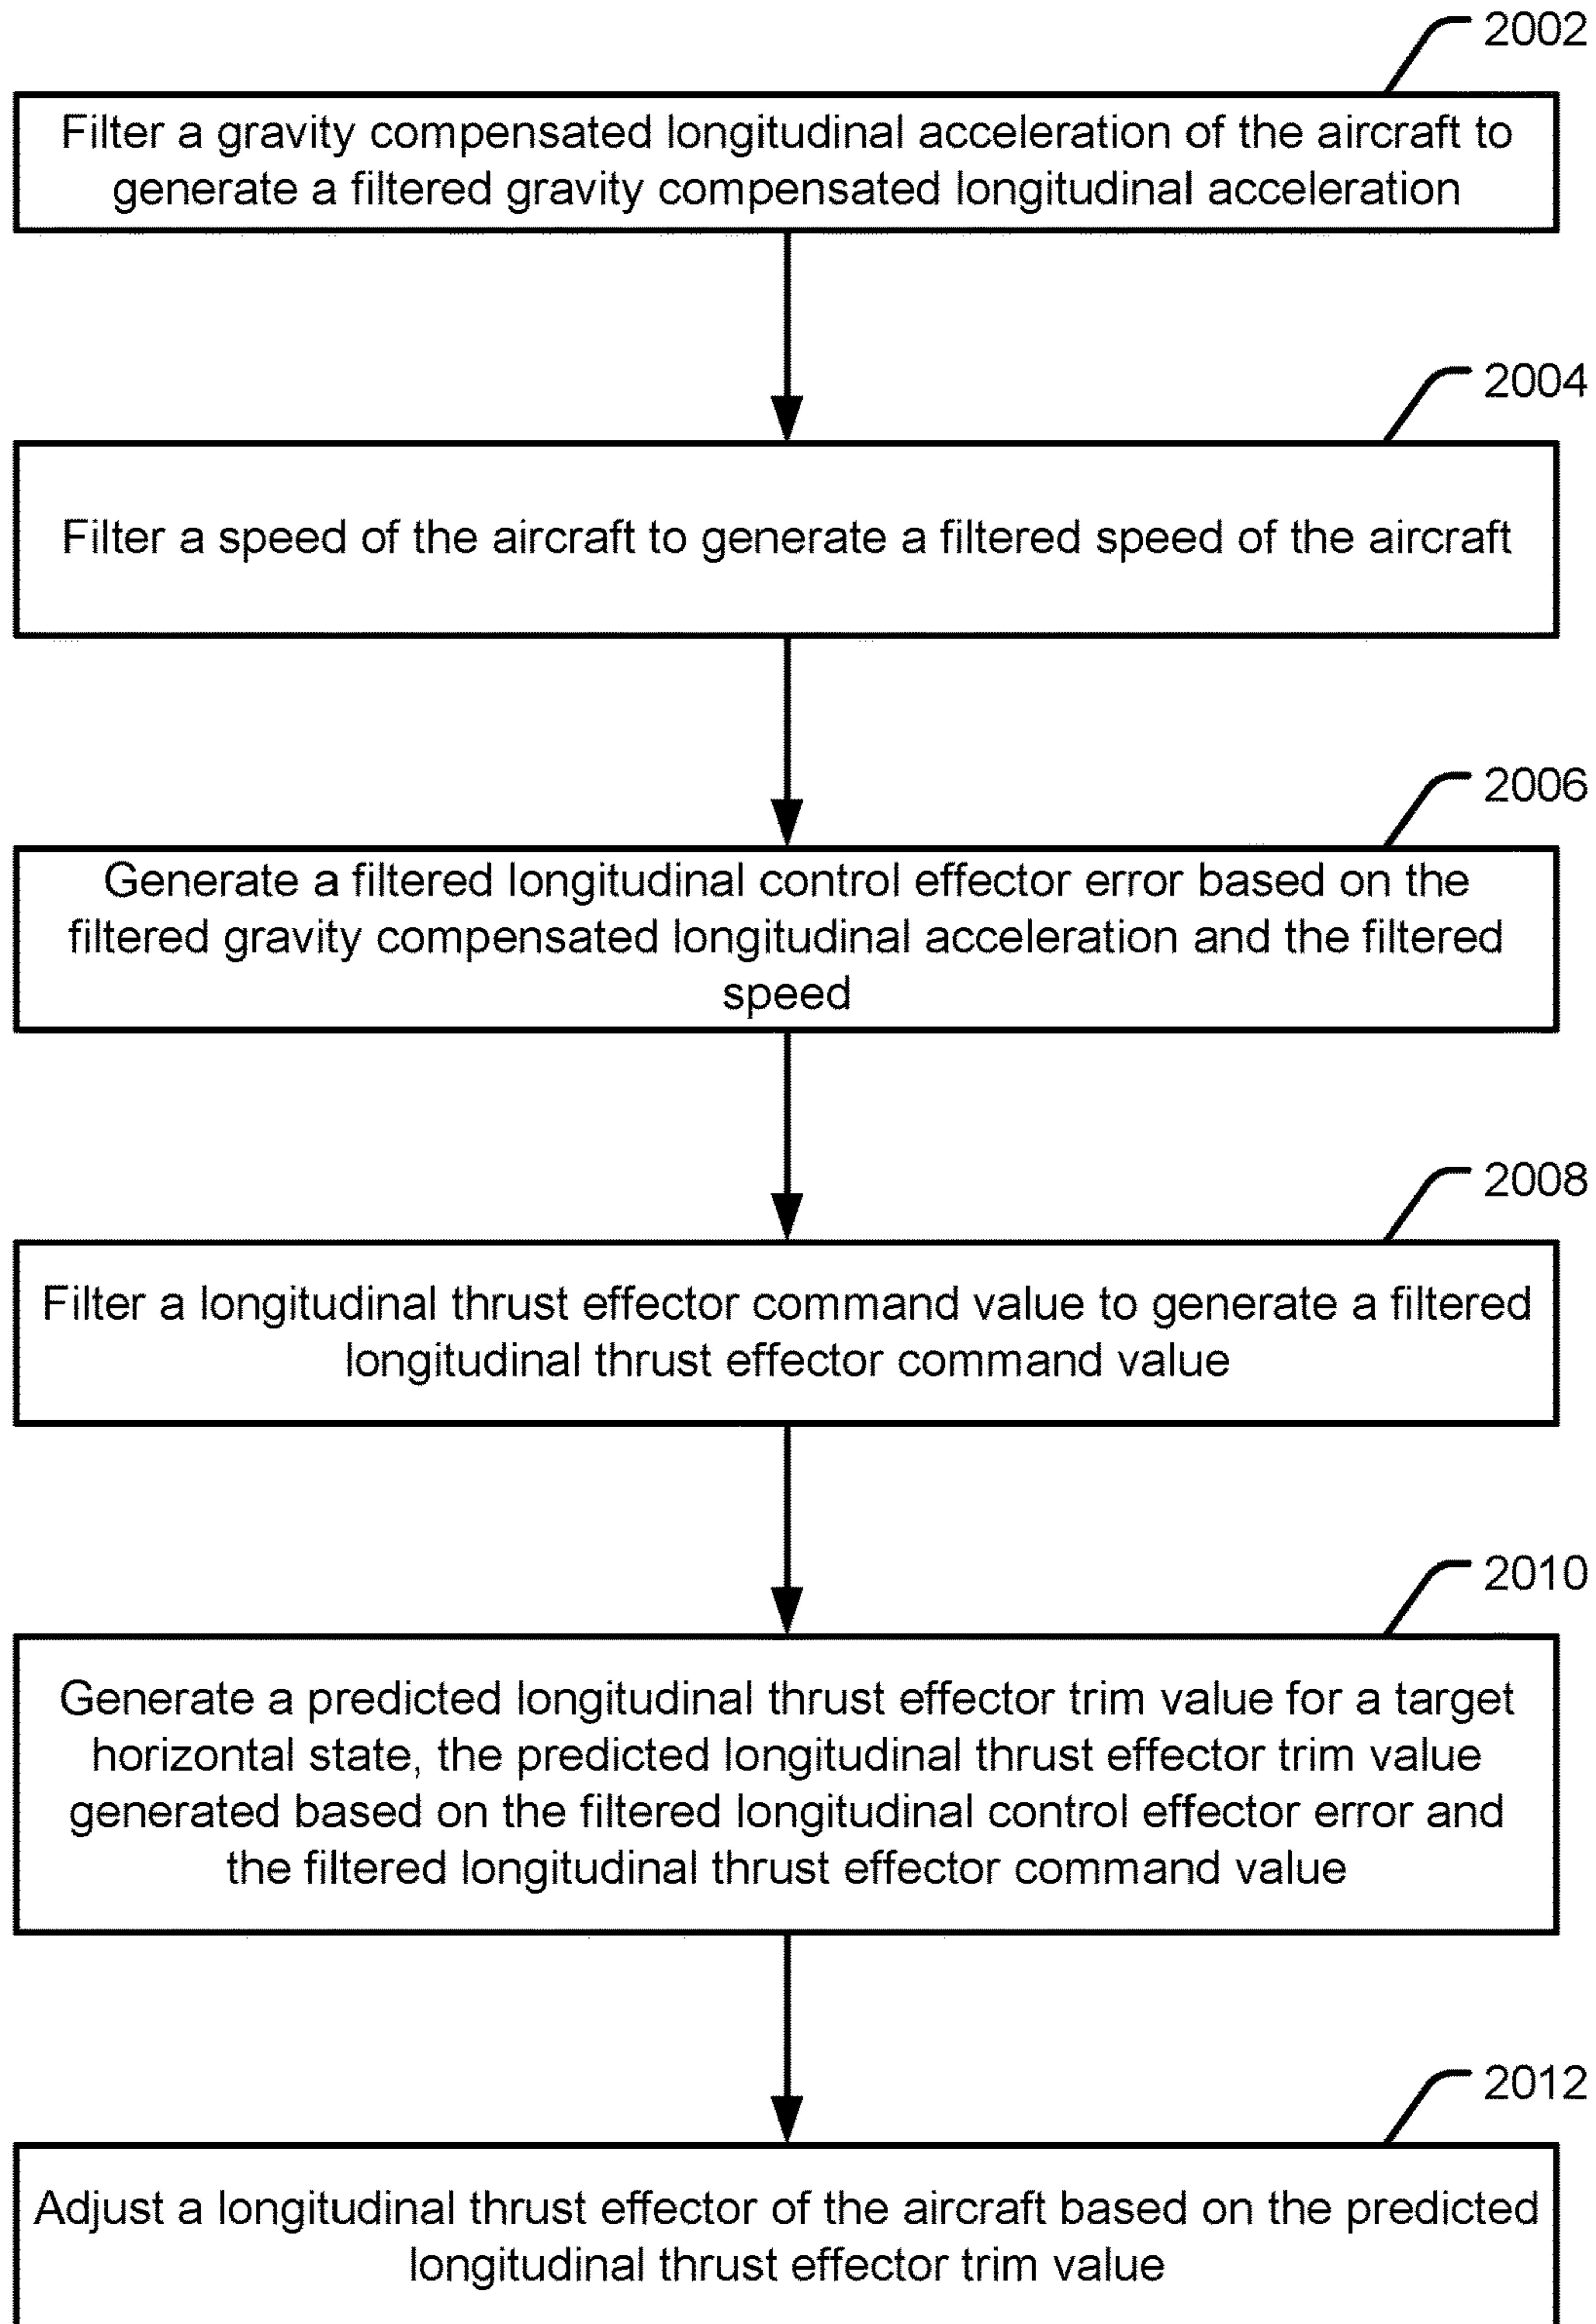 2002
Filter a gravity compensated longitudinal acceleration of the aircraft to
generate a filtered gravity compensated longitudinal acceleration
2004
Filter a speed of the aircraft to generate a filtered speed of the aircraft
2006
Generate a filtered longitudinal control effector error based on the
filtered gravity compensated longitudinal acceleration and the filtered
speed
2008
Filter a longitudinal thrust effector command value to generate a filtered
longitudinal thrust effector command value
2010
Generate a predicted longitudinal thrust effector trim value for a target
horizontal state, the predicted longitudinal thrust effector trim value
generated based on the filtered longitudinal control effector error and
the filtered longitudinal thrust effector command value
2012
Adjust a longitudinal thrust effector of the aircraft based on the predicted
longitudinal thrust effector trim value